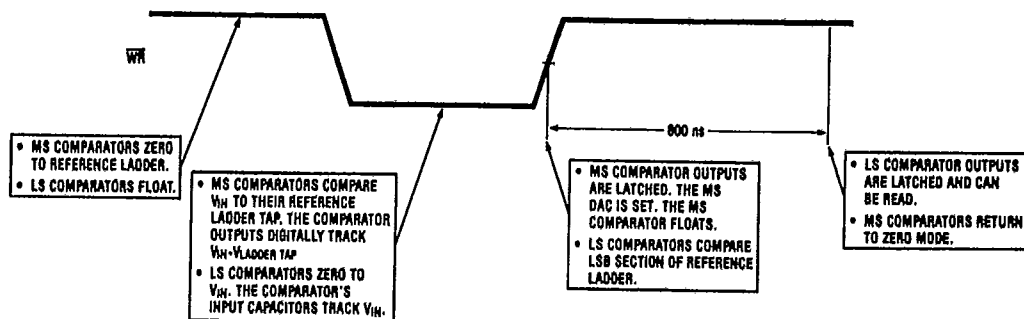 WR
800 ns
• MS COMPARATORS ZERO
TO REFERENCE LADDER.
• LS COMPARATORS FLOAT.
• MS COMPARATORS COMPARE
VIN TO THEIR REFERENCE
LADDER TAP. THE COMPARATOR
OUTPUTS DIGITALLY TRACK
VIN-VLADDER TAP
• LS COMPARATORS ZERO TO
VIN. THE COMPARATOR'S
INPUT CAPACITORS TRACK VIN.
• MS COMPARATOR OUTPUTS
ARE LATCHED. THE MS
DAC IS SET. THE MS
COMPARATOR FLOATS.
• LS COMPARATORS COMPARE
LSB SECTION OF REFERENCE
LADDER.
• LS COMPARATOR OUTPUTS
ARE LATCHED AND CAN
BE READ.
• MS COMPARATORS RETURN
TO ZERO MODE.